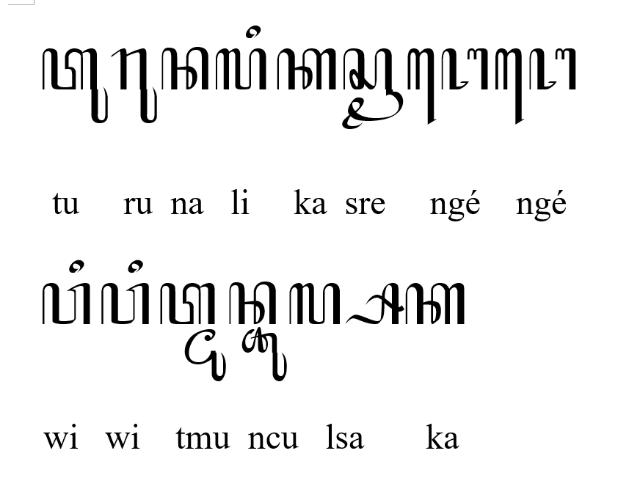 ꦠꦸꦫꦸꦤꦭꦶꦏꦱꦽꦔꦺꦔꦺ
tu ru na li ka sre ngé ngé
ꦮꦶꦮꦶꦠ꧀ꦩꦸꦤ꧀ꦕꦸꦭ꧀ꦱꦏ
wi wi tmu ncu lsa ka